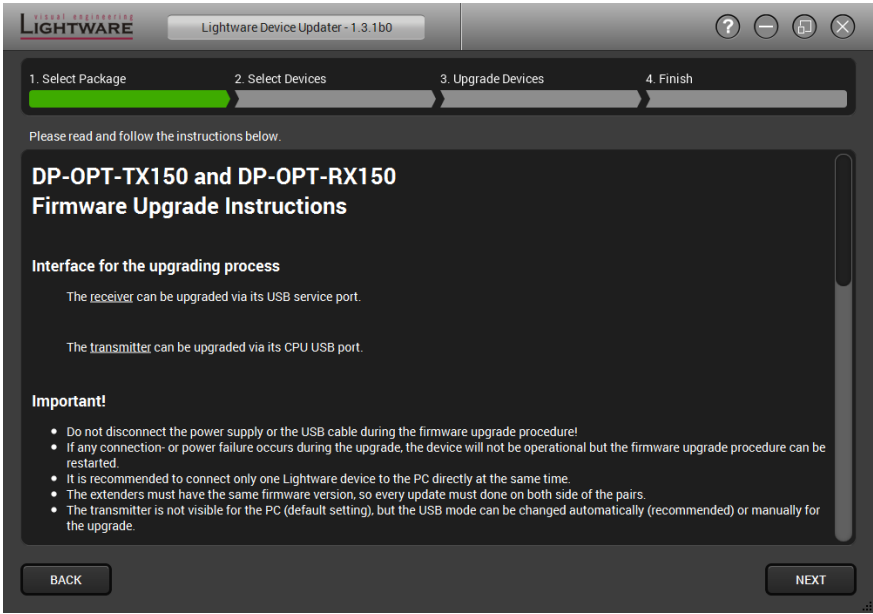 visual engineering
LIGHTWARE
Lightware Device Updater - 1.3.1b0
?
1. Select Package
2. Select Devices
3. Upgrade Devices
4. Finish
Please read and follow the instructions below.
DP-OPT-TX150 and DP-OPT-RX150
Firmware Upgrade Instructions
Interface for the upgrading process
The receiver can be upgraded via its USB service port.
The transmitter can be upgraded via its CPU USB port.
Important!
• Do not disconnect the power supply or the USB cable during the firmware upgrade procedure!
• If any connection- or power failure occurs during the upgrade, the device will not be operational but the firmware upgrade procedure can be
restarted.
• It is recommended to connect only one Lightware device to the PC directly at the same time.
• The extenders must have the same firmware version, so every update must done on both side of the pairs.
• The transmitter is not visible for the PC (default setting), but the USB mode can be changed automatically (recommended) or manually for
the upgrade.
BACK
NEXT